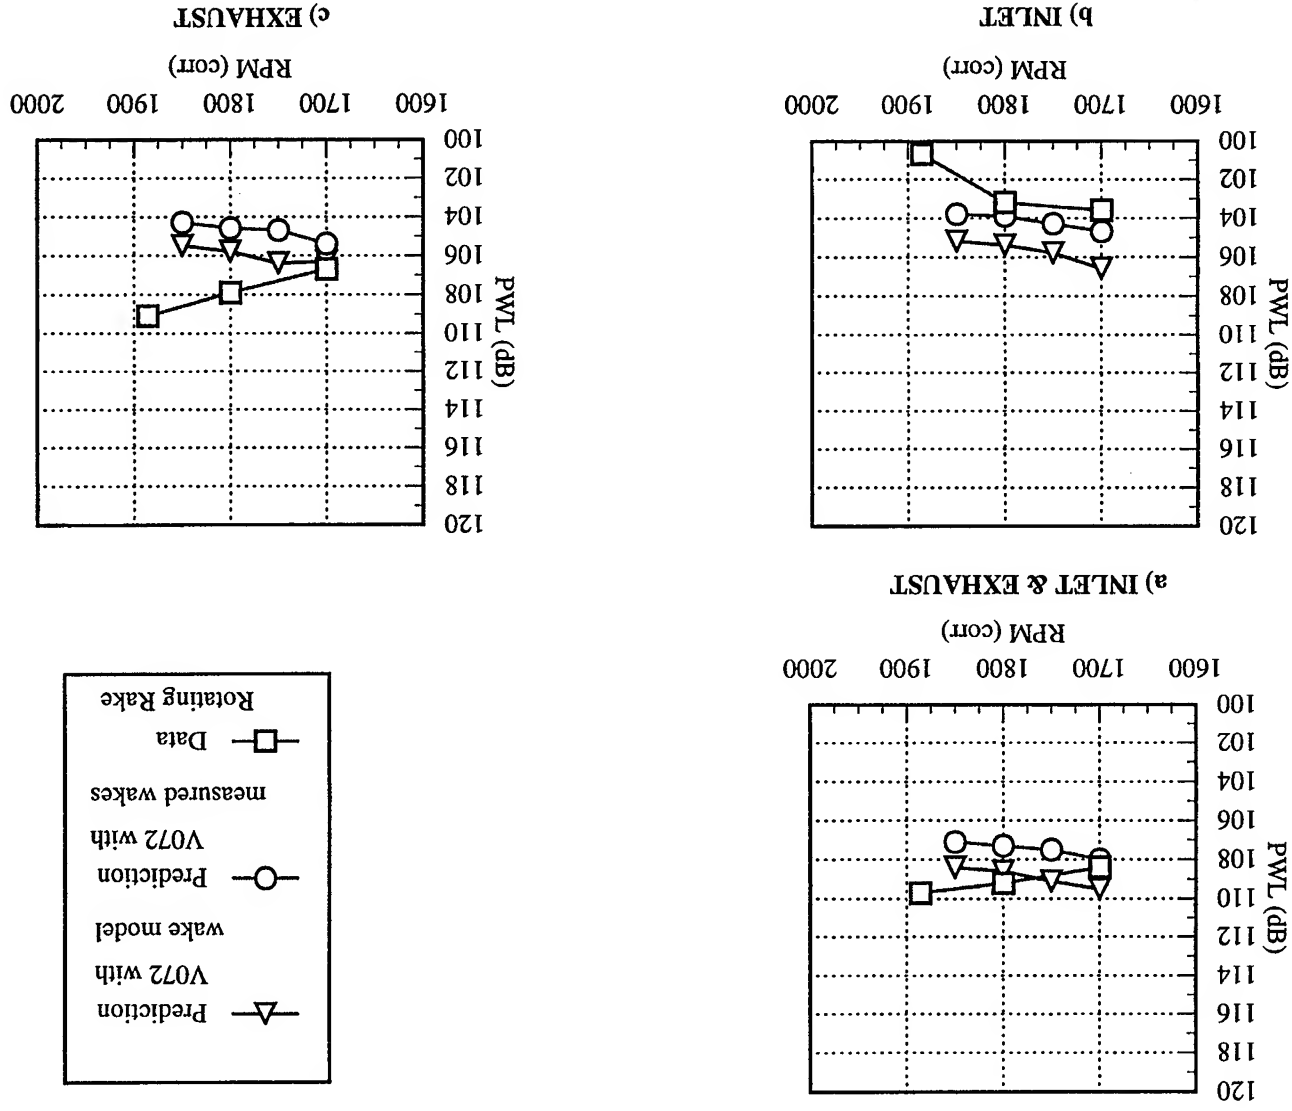 PWL (dB)
120
118
116
114
112
110
108
106
104
102
100
1600 1700 1800 1900 2000
RPM (corr)
a) INLET & EXHAUST
Prediction
V072 with
wake model
Prediction
V072 with
measured wakes
Data
Rotating Rake
PWL (dB)
120
118
116
114
112
110
108
106
104
102
100
1600 1700 1800 1900 2000
RPM (corr)
b) INLET
PWL (dB)
120
118
116
114
112
110
108
106
104
102
100
1600 1700 1800 1900 2000
RPM (corr)
c) EXHAUST